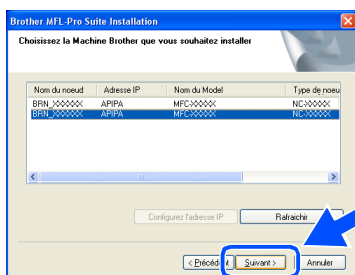 Brother MFL-Pro Suite Installation
Choisissez la Machine Brother que vous souhaitez installer
Nom du noeud Adresse IP Nom du Model Type de noeu
BRN_XXXXXX APIPA MFC-XXXXX NC-XXXXX
BRN_XXXXXX APIPA MFC-XXXXX NC-XXXXX
Configurez l'adresse IP Rafraichir
< Précédent Suivant > Annuler